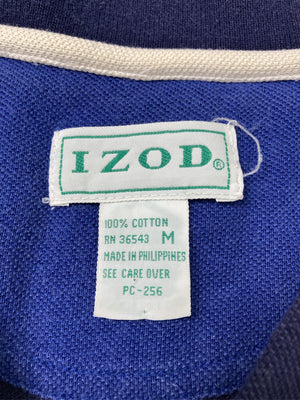 IZOD®
100% COTTON
RN 36543 M
MADE IN PHILIPPINES
SEE CARE OVER
PC-256